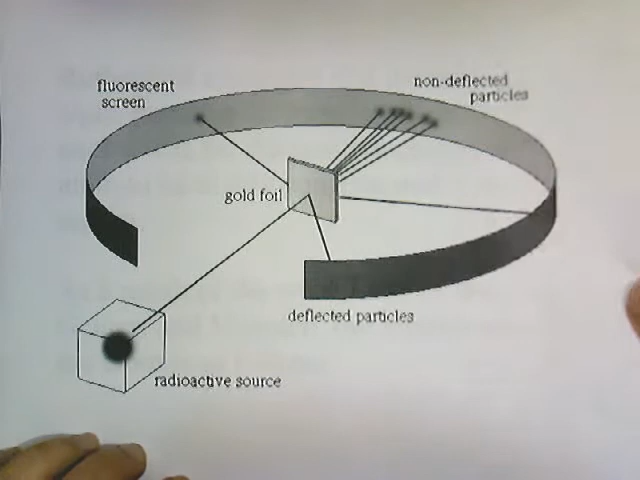 fluorescent
screen
non-deflected
particles
gold foil
deflected particles
radioactive source